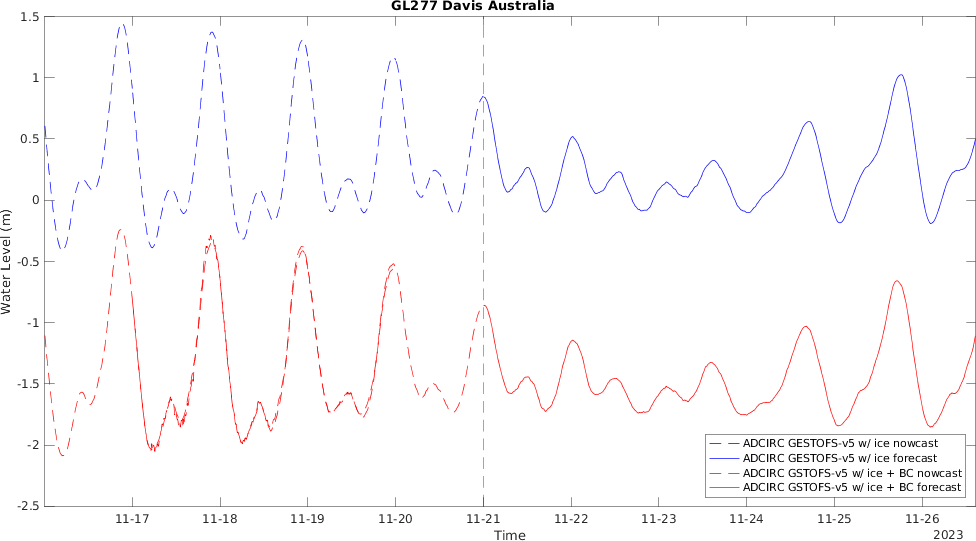 GL277 Davis Australia
1.5
1
0.5
0
-0.5
-1
-1.5
-2
-2.5
Water Level (m)
ADCIRC GESTOFS-v5 w/ ice nowcast
ADCIRC GESTOFS-v5 w/ ice forecast
ADCIRC GSTOFS-v5 w/ ice + BC nowcast
ADCIRC GSTOFS-v5 w/ ice + BC forecast
11-17 11-18 11-19 11-20 11-21 11-22 11-23 11-24 11-25 11-26
Time
2023